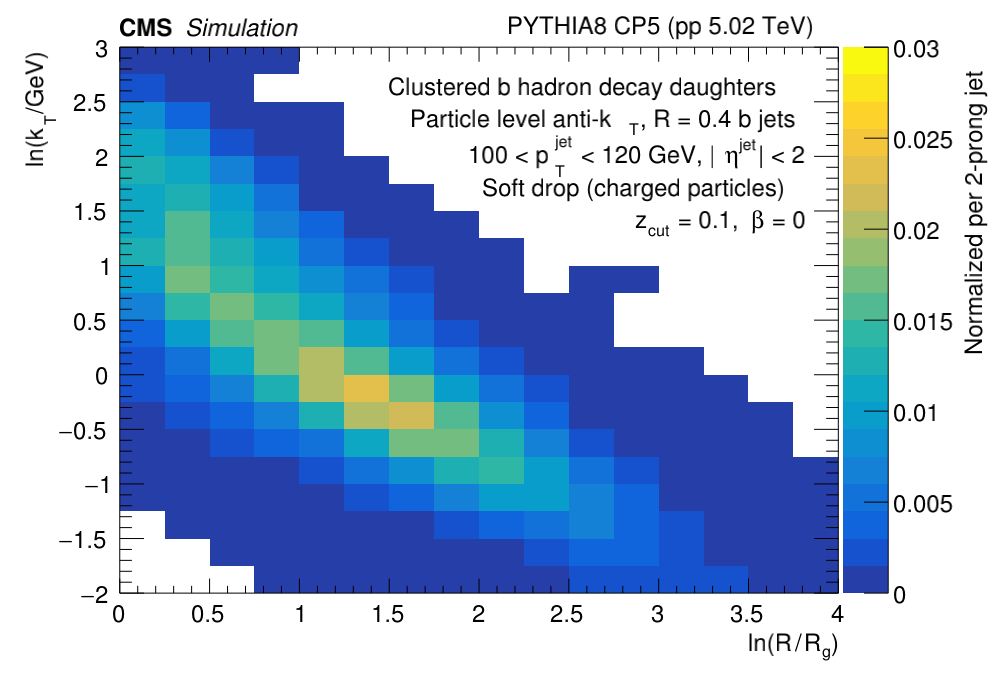 CMS Simulation PYTHIA8 CP5 (pp 5.02 TeV)
Clustered b hadron decay daughters
Particle level anti-k_T, R = 0.4 b jets
100 < p_T^jet < 120 GeV, | η^jet | < 2
Soft drop (charged particles)
z_cut = 0.1, β = 0
ln(k_T/GeV)
3
2.5
2
1.5
1
0.5
0
−0.5
−1
−1.5
−2
0 0.5 1 1.5 2 2.5 3 3.5 4
ln(R/R_g)
0.03
0.025
0.02
0.015
0.01
0.005
0
Normalized per 2-prong jet